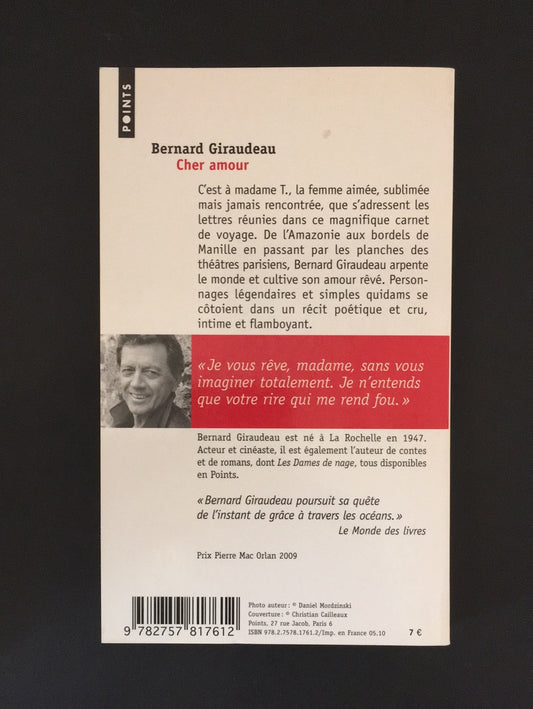 POINTS
Bernard Giraudeau
Cher amour
C'est à madame T., la femme aimée, sublimée
mais jamais rencontrée, que s'adressent les
lettres réunies dans ce magnifique carnet
de voyage. De l'Amazonie aux bordels de
Manille en passant par les planches des
théâtres parisiens, Bernard Giraudeau arpente
le monde et cultive son amour rêvé. Person-
nages légendaires et simples quidams se
côtoient dans un récit poétique et cru,
intime et flamboyant.
« Je vous rêve, madame, sans vous
imaginer totalement. Je n'entends
que votre rire qui me rend fou. »
Bernard Giraudeau est né à La Rochelle en 1947.
Acteur et cinéaste, il est également l'auteur de contes
et de romans, dont Les Dames de nage, tous disponibles
en Points.
« Bernard Giraudeau poursuit sa quête
de l'instant de grâce à travers les océans. »
Le Monde des livres
Prix Pierre Mac Orlan 2009
Photo auteur : © Daniel Mordzinski
Couverture : © Christian Cailleaux
Points, 27 rue Jacob, Paris 6
ISBN 978.2.7578.1761.2/Imp. en France 05.10
7 €
9 782757 817612